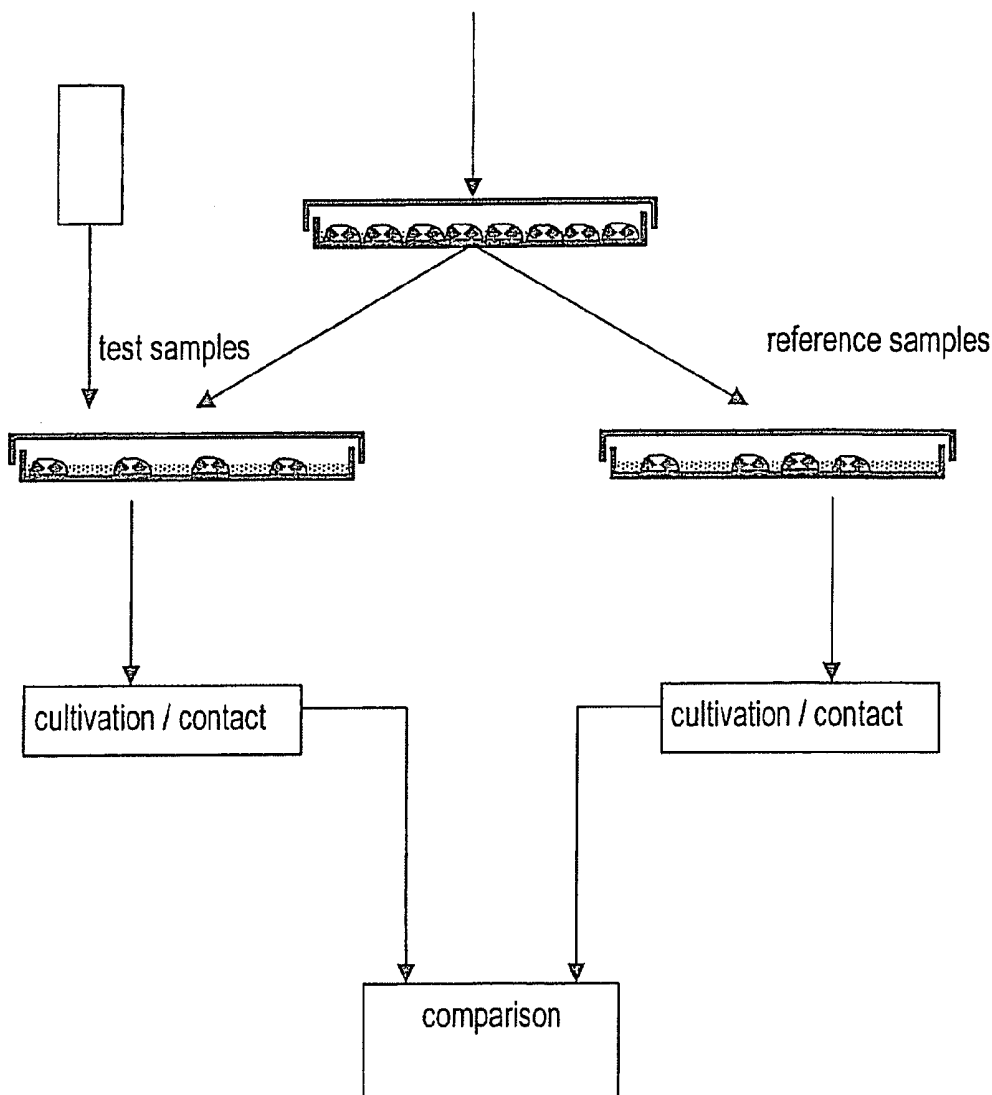 test samples
reference samples
cultivation / contact
cultivation / contact
comparison